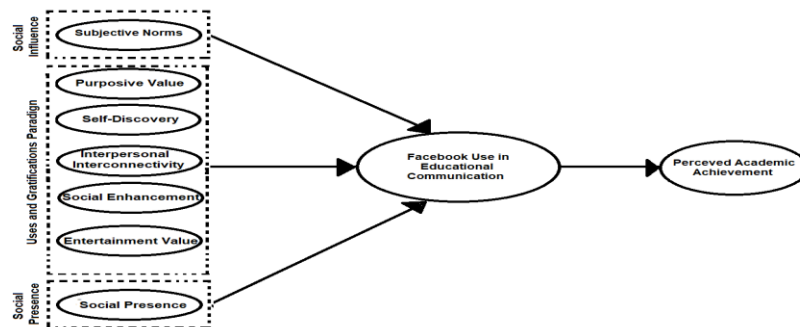 Social
Influence
Subjective Norms
Uses and Gratifications Paradigm
Purposive Value
Self-Discovery
Interpersonal
Interconnectivity
Social Enhancement
Entertainment Value
Social
Presence
Social Presence
Facebook Use in
Educational
Communication
Perceved Academic
Achievement